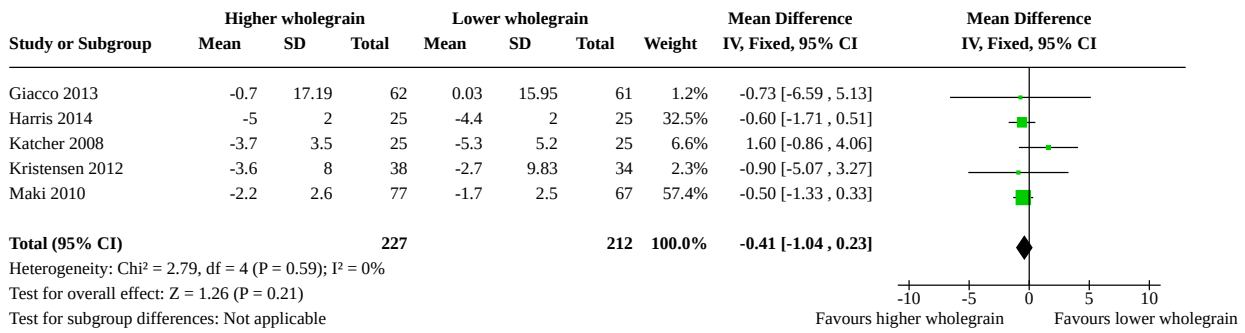 Higher wholegrain Lower wholegrain Mean Difference Mean Difference
Study or Subgroup Mean SD Total Mean SD Total Weight IV, Fixed, 95% CI IV, Fixed, 95% CI
Giacco 2013 -0.7 17.19 62 0.03 15.95 61 1.2% -0.73 [-6.59 , 5.13]
Harris 2014 -5 2 25 -4.4 2 25 32.5% -0.60 [-1.71 , 0.51]
Katcher 2008 -3.7 3.5 25 -5.3 5.2 25 6.6% 1.60 [-0.86 , 4.06]
Kristensen 2012 -3.6 8 38 -2.7 9.83 34 2.3% -0.90 [-5.07 , 3.27]
Maki 2010 -2.2 2.6 77 -1.7 2.5 67 57.4% -0.50 [-1.33 , 0.33]
Total (95% CI) 227 212 100.0% -0.41 [-1.04 , 0.23]
Heterogeneity: Chi² = 2.79, df = 4 (P = 0.59); I² = 0%
Test for overall effect: Z = 1.26 (P = 0.21) -10 -5 0 5 10
Test for subgroup differences: Not applicable Favours higher wholegrain Favours lower wholegrain